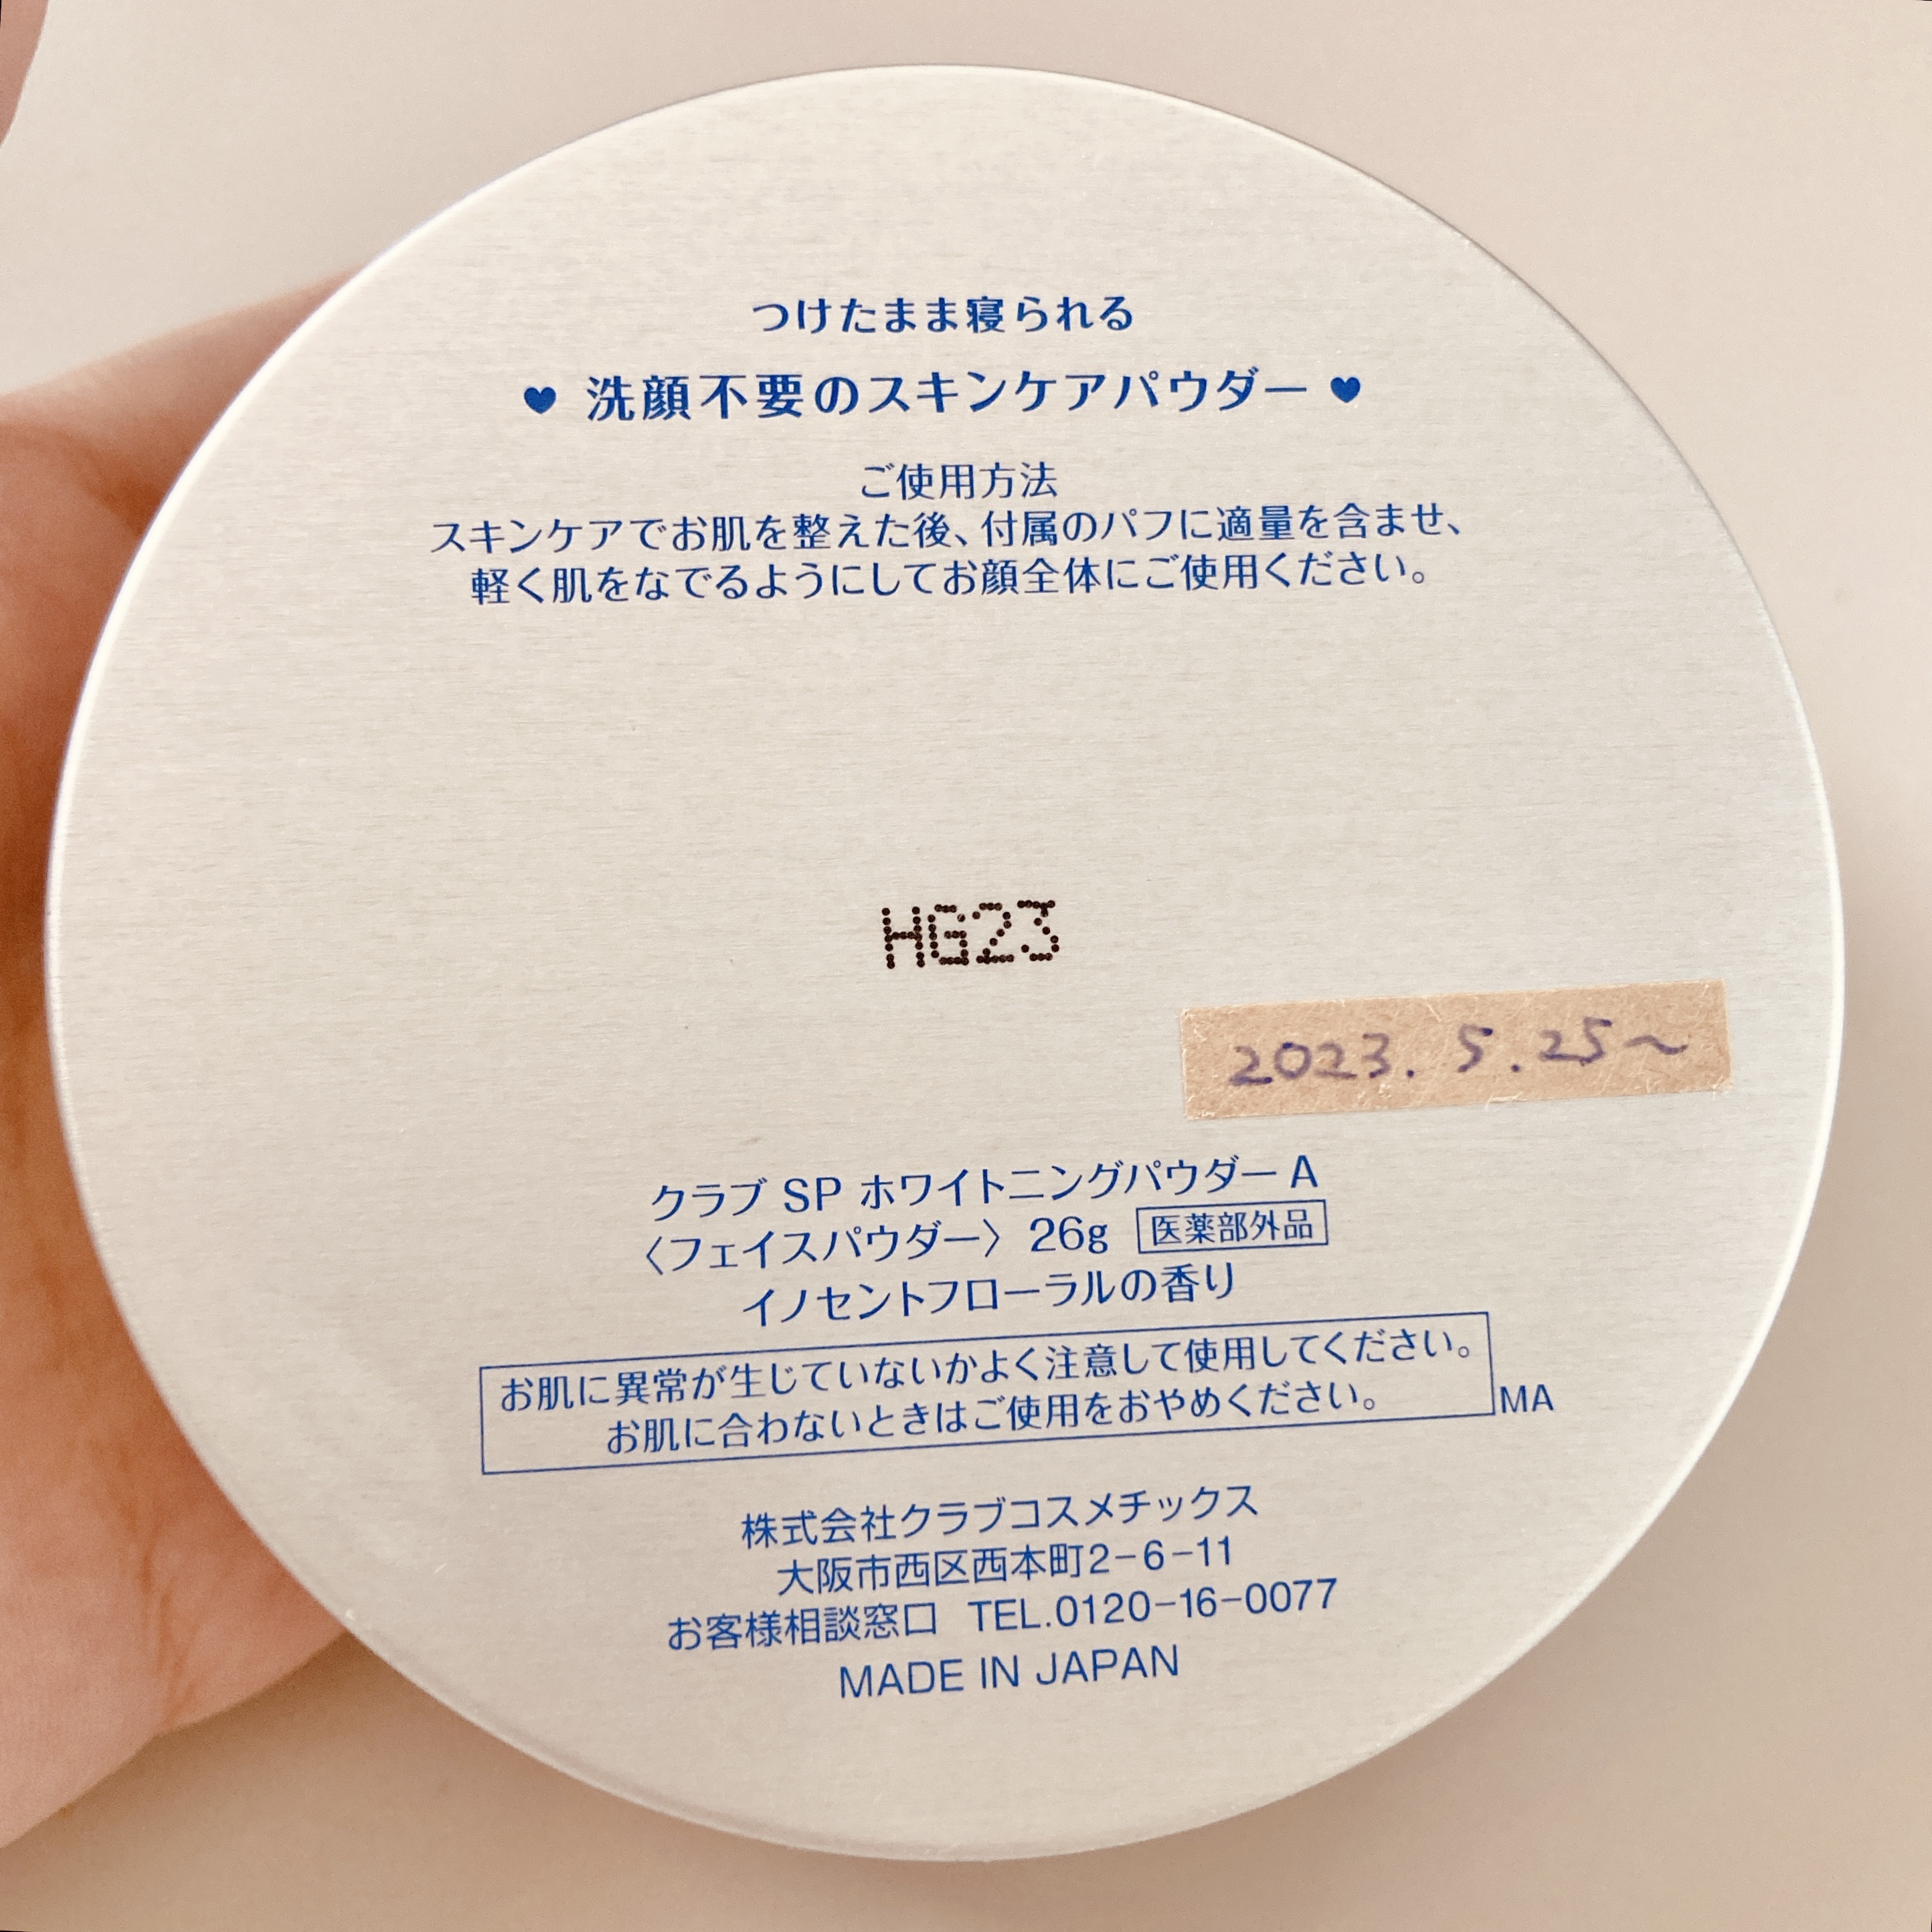 つけたまま寝られる
♥ 洗顔不要のスキンケアパウダー ♥
ご使用方法
スキンケアでお肌を整えた後、付属のパフに適量を含ませ、
軽く肌をなでるようにしてお顔全体にご使用ください。
HG23
2023. 5.25～
クラブ SP ホワイトニングパウダー A
〈フェイスパウダー〉 26g 医薬部外品
イノセントフローラルの香り
お肌に異常が生じていないかよく注意して使用してください。
お肌に合わないときはご使用をおやめください。
MA
株式会社クラブコスメチックス
大阪市西区西本町2-6-11
お客様相談窓口 TEL.0120-16-0077
MADE IN JAPAN